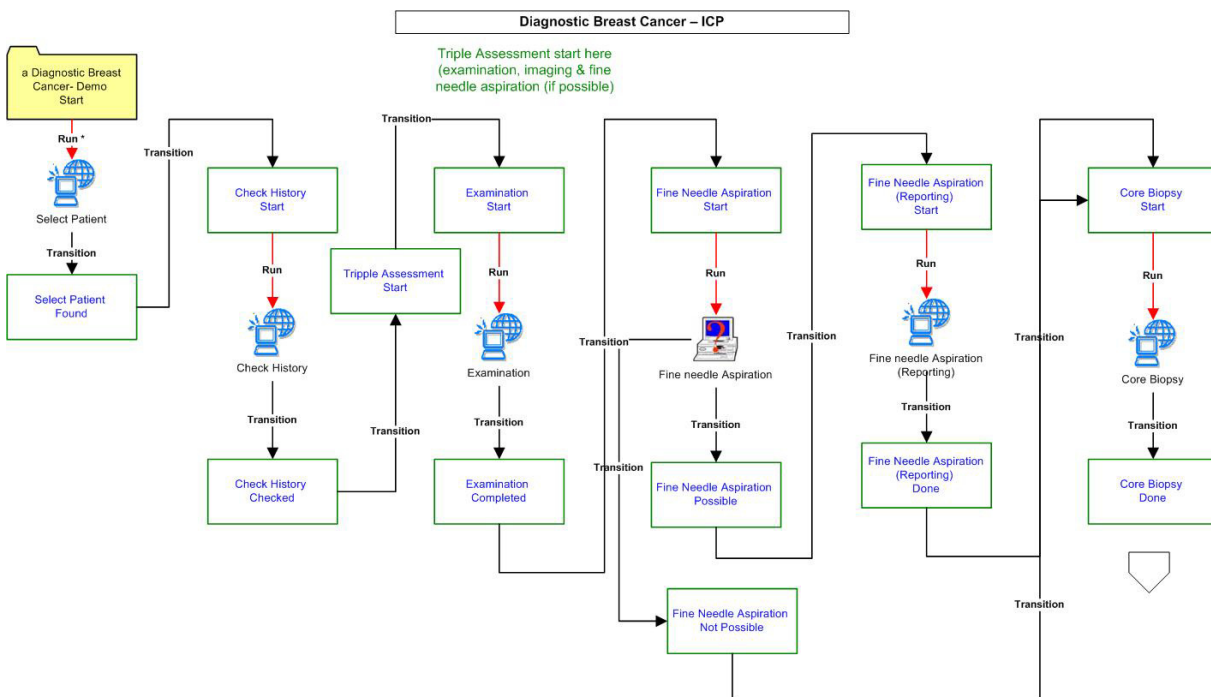 Diagnostic Breast Cancer – ICP
Triple Assessment start here
(examination, imaging & fine
needle aspiration (if possible)
a Diagnostic Breast
Cancer- Demo
Start
Run *
Select Patient
Transition
Select Patient
Found
Transition
Check History
Start
Run
Check History
Transition
Check History
Checked
Transition
Tripple Assessment
Start
Transition
Examination
Start
Run
Examination
Transition
Examination
Completed
Transition
Fine Needle Aspiration
Start
Run
Fine needle Aspiration
Transition
Fine Needle Aspiration
Possible
Transition
Fine Needle Aspiration
Not Possible
Transition
Fine Needle Aspiration
(Reporting)
Start
Run
Fine needle Aspiration
(Reporting)
Transition
Fine Needle Aspiration
(Reporting)
Done
Transition
Transition
Core Biopsy
Start
Run
Core Biopsy
Transition
Core Biopsy
Done